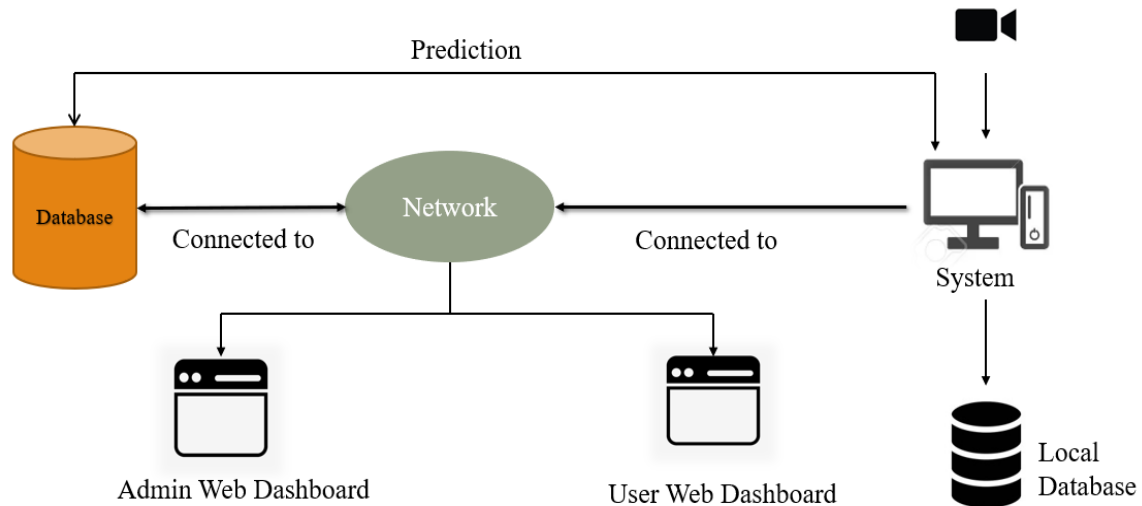 Prediction
Database
Network
Connected to
Connected to
System
Admin Web Dashboard
User Web Dashboard
Local
Database